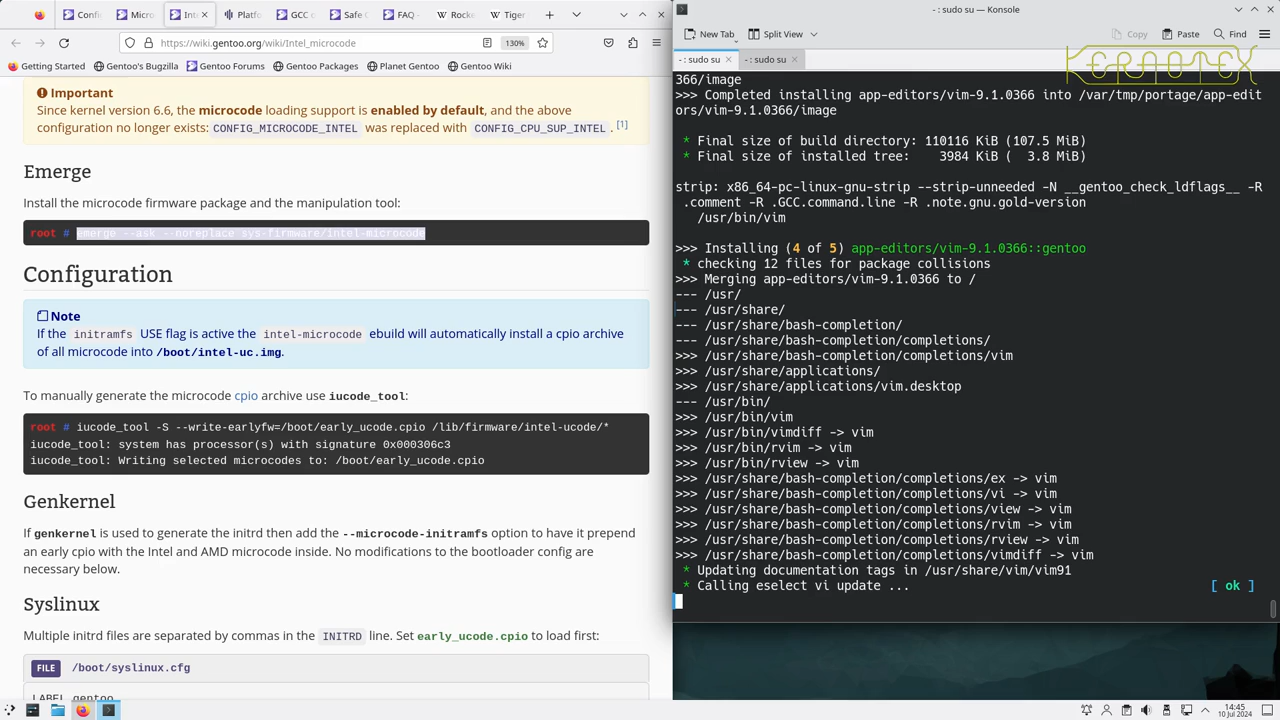 Confi
Micro
Int
Platf
GCC o
Safe C
FAQ -
Rocke
Tiger
https://wiki.gentoo.org/wiki/Intel_microcode
130%
Getting Started
Gentoo's Bugzilla
Gentoo Forums
Gentoo Packages
Planet Gentoo
Gentoo Wiki
Important
Since kernel version 6.6, the microcode loading support is enabled by default, and the above
configuration no longer exists: CONFIG_MICROCODE_INTEL was replaced with CONFIG_CPU_SUP_INTEL . [1]
Emerge
Install the microcode firmware package and the manipulation tool:
root # emerge --ask --noreplace sys-firmware/intel-microcode
Configuration
Note
If the initramfs USE flag is active the intel-microcode ebuild will automatically install a cpio archive
of all microcode into /boot/intel-uc.img.
To manually generate the microcode cpio archive use iucode_tool:
root # iucode_tool -S --write-earlyfw=/boot/early_ucode.cpio /lib/firmware/intel-ucode/*
iucode_tool: system has processor(s) with signature 0x000306c3
iucode_tool: Writing selected microcodes to: /boot/early_ucode.cpio
Genkernel
If genkernel is used to generate the initrd then add the --microcode-initramfs option to have it prepend
an early cpio with the Intel and AMD microcode inside. No modifications to the bootloader config are
necessary below.
Syslinux
Multiple initrd files are separated by commas in the INITRD line. Set early_ucode.cpio to load first:
FILE /boot/syslinux.cfg
LABEL gentoo
- : sudo su — Konsole
New Tab
Split View
Copy
Paste
Find
- : sudo su
- : sudo su
KERNOTEX
366/image
>>> Completed installing app-editors/vim-9.1.0366 into /var/tmp/portage/app-edit
ors/vim-9.1.0366/image
* Final size of build directory: 110116 KiB (107.5 MiB)
* Final size of installed tree: 3984 KiB ( 3.8 MiB)
strip: x86_64-pc-linux-gnu-strip --strip-unneeded -N __gentoo_check_ldflags__ -R
.comment -R .GCC.command.line -R .note.gnu.gold-version
/usr/bin/vim
>>> Installing (4 of 5) app-editors/vim-9.1.0366::gentoo
* checking 12 files for package collisions
>>> Merging app-editors/vim-9.1.0366 to /
--- /usr/
--- /usr/share/
--- /usr/share/bash-completion/
--- /usr/share/bash-completion/completions/
>>> /usr/share/bash-completion/completions/vim
--- /usr/share/applications/
>>> /usr/share/applications/vim.desktop
--- /usr/bin/
>>> /usr/bin/vim
>>> /usr/bin/vimdiff -> vim
>>> /usr/bin/rvim -> vim
>>> /usr/bin/rview -> vim
>>> /usr/share/bash-completion/completions/ex -> vim
>>> /usr/share/bash-completion/completions/vi -> vim
>>> /usr/share/bash-completion/completions/view -> vim
>>> /usr/share/bash-completion/completions/rvim -> vim
>>> /usr/share/bash-completion/completions/rview -> vim
>>> /usr/share/bash-completion/completions/vimdiff -> vim
* Updating documentation tags in /usr/share/vim/vim91
* Calling eselect vi update ... [ ok ]
14:45
10 Jul 2024